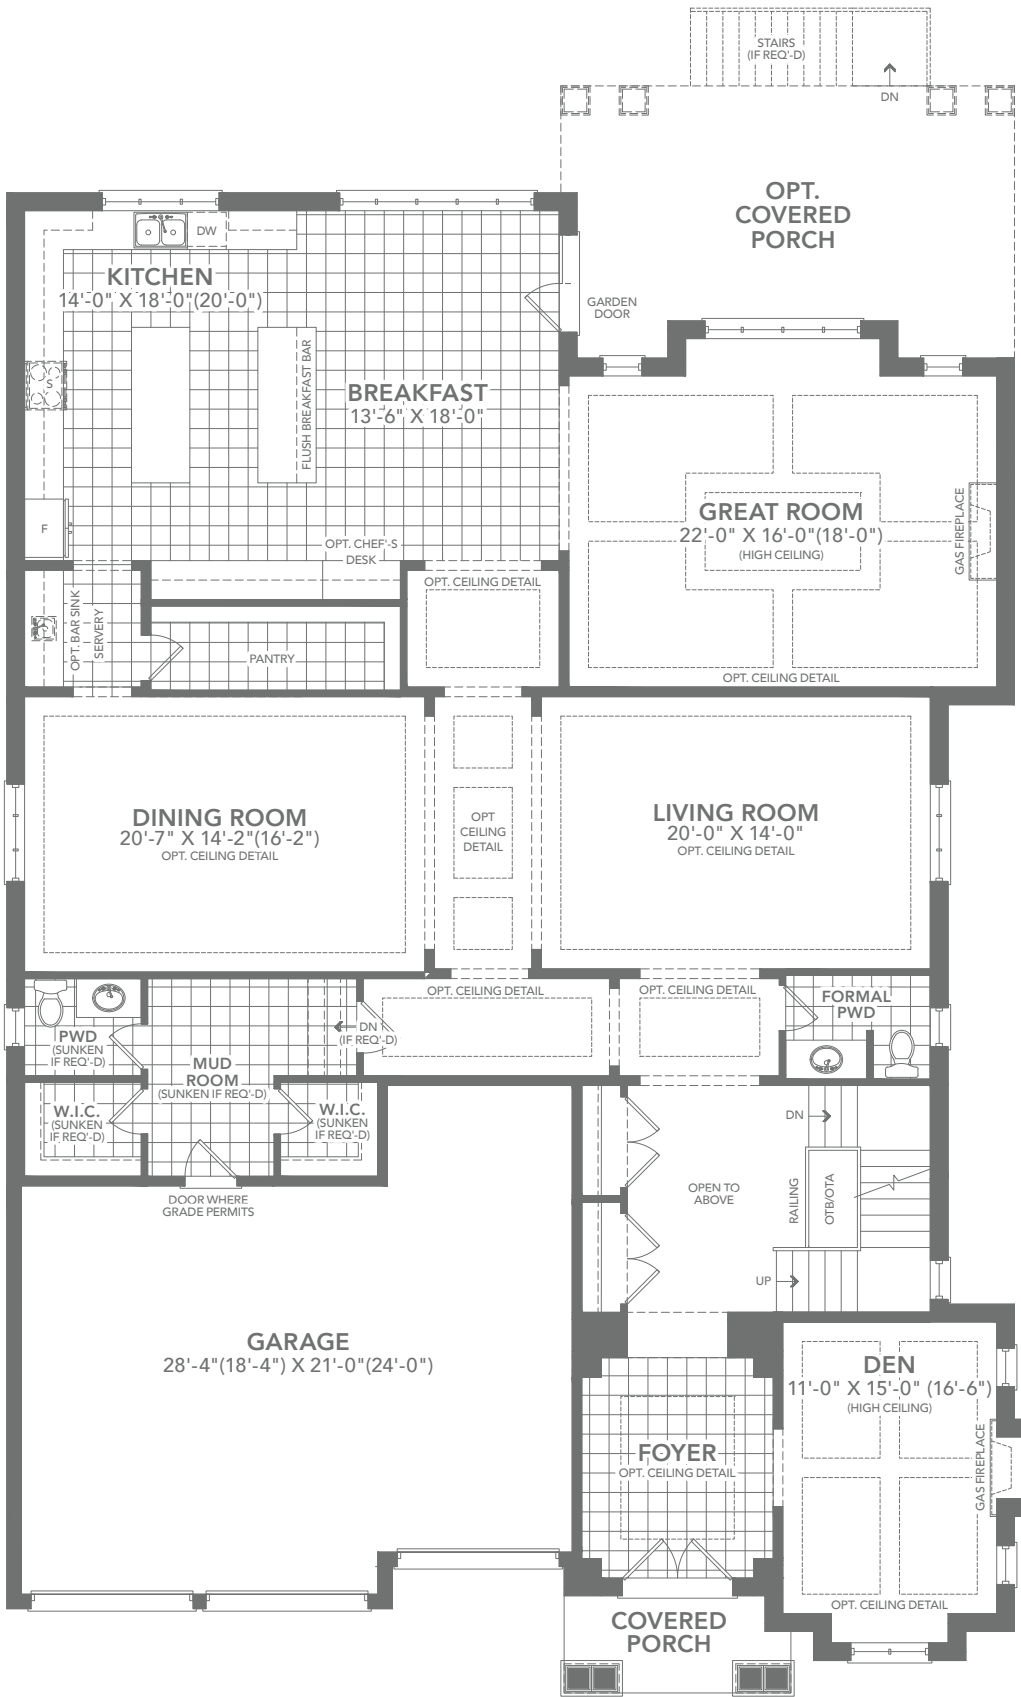 STAIRS
(IF REQ'-D)
DN
OPT.
COVERED
PORCH
DW
KITCHEN
14'-0" X 18'-0"(20'-0")
GARDEN
DOOR
S
BREAKFAST
13'-6" X 18'-0"
FLUSH BREAKFAST BAR
F
GREAT ROOM
22'-0" X 16'-0"(18'-0")
(HIGH CEILING)
GAS FIREPLACE
OPT. CEILING DETAIL
OPT. CHEF'-S
DESK
OPT. CEILING DETAIL
OPT. BAR SINK
SERVERY
PANTRY
DINING ROOM
20'-7" X 14'-2"(16'-2")
OPT. CEILING DETAIL
OPT
CEILING
DETAIL
LIVING ROOM
20'-0" X 14'-0"
OPT. CEILING DETAIL
OPT. CEILING DETAIL
OPT. CEILING DETAIL
FORMAL
PWD
PWD
(SUNKEN
IF REQ'-D)
DN
(IF REQ'-D)
MUD
ROOM
(SUNKEN IF REQ'-D)
W.I.C.
(SUNKEN
IF REQ'-D)
W.I.C.
(SUNKEN
IF REQ'-D)
DN
DOOR WHERE
GRADE PERMITS
OPEN TO
ABOVE
RAILING
OTB/OTA
UP
GARAGE
28'-4"(18'-4") X 21'-0"(24'-0")
DEN
11'-0" X 15'-0" (16'-6")
(HIGH CEILING)
GAS FIREPLACE
FOYER
OPT. CEILING DETAIL
OPT. CEILING DETAIL
COVERED
PORCH